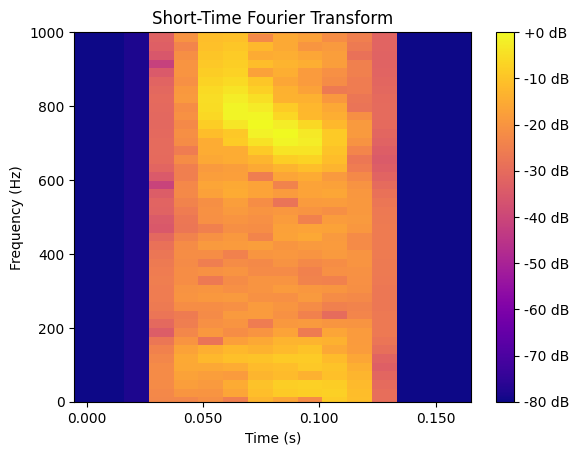 Short-Time Fourier Transform
Frequency (Hz)
1000
800
600
400
200
0
0.000 0.050 0.100 0.150
Time (s)
+0 dB
-10 dB
-20 dB
-30 dB
-40 dB
-50 dB
-60 dB
-70 dB
-80 dB